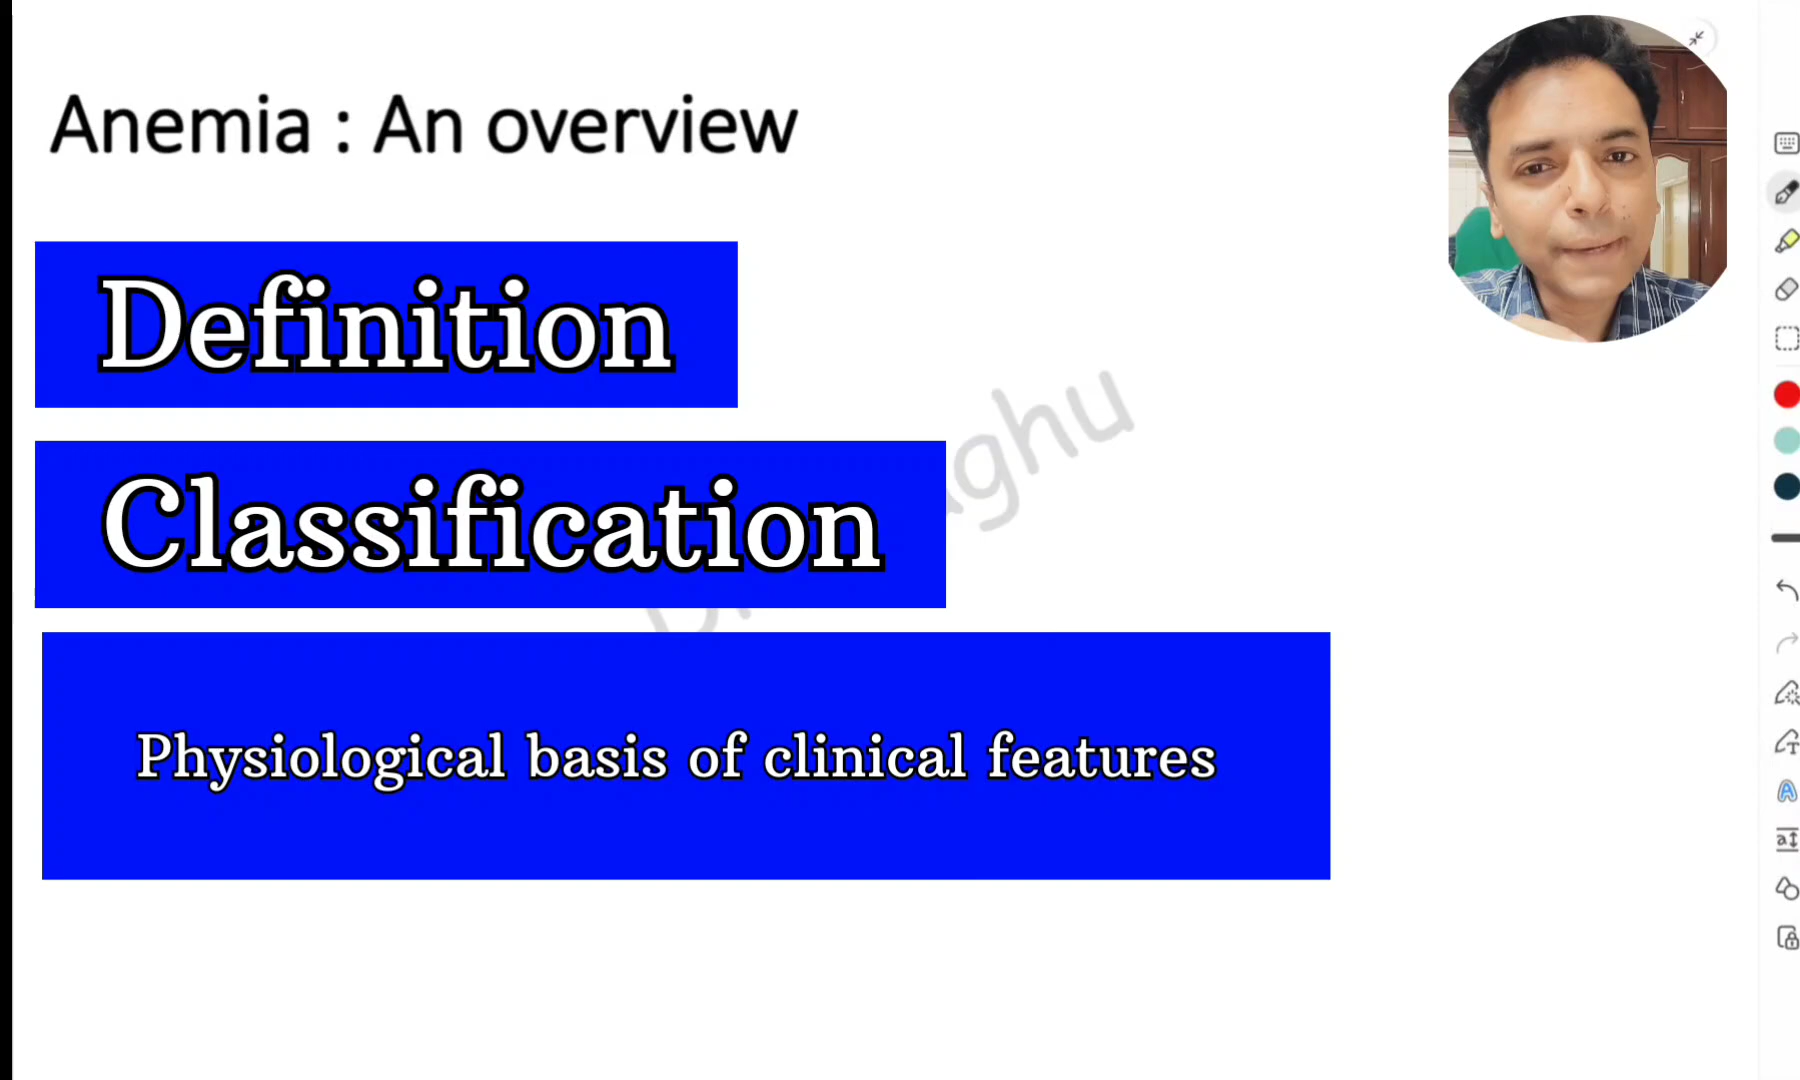 Anemia : An overview
Definition
Classification
Physiological basis of clinical features